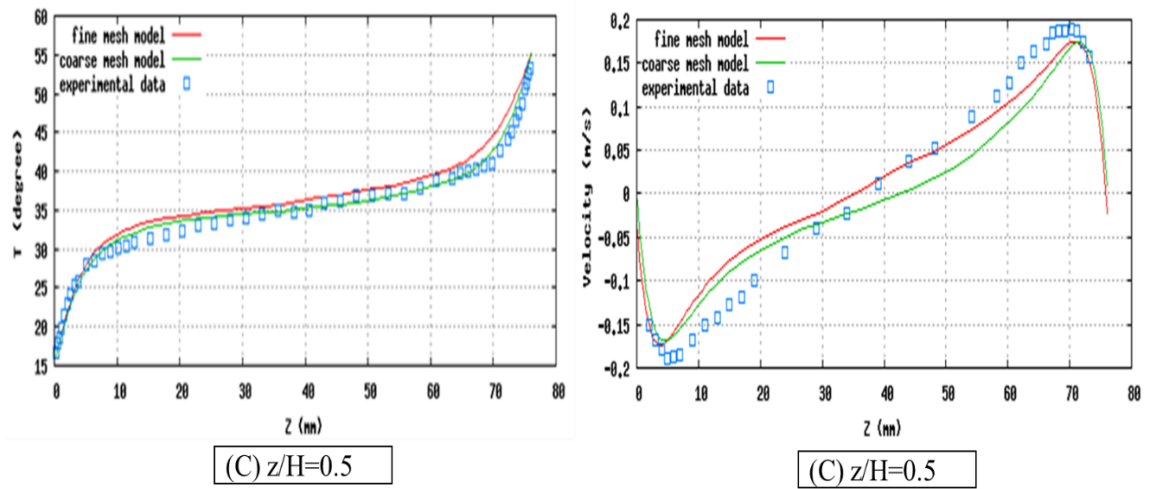 60
55
50
45
40
35
30
25
20
15
T (degree)
fine mesh model
coarse mesh model
experimental data
0 10 20 30 40 50 60 70 80
Z (mm)
(C) z/H=0.5
0,2
0,15
0,1
0,05
0
-0,05
-0,1
-0,15
-0,2
Velocity (m/s)
fine mesh model
coarse mesh model
experimental data
0 10 20 30 40 50 60 70 80
Z (mm)
(C) z/H=0.5